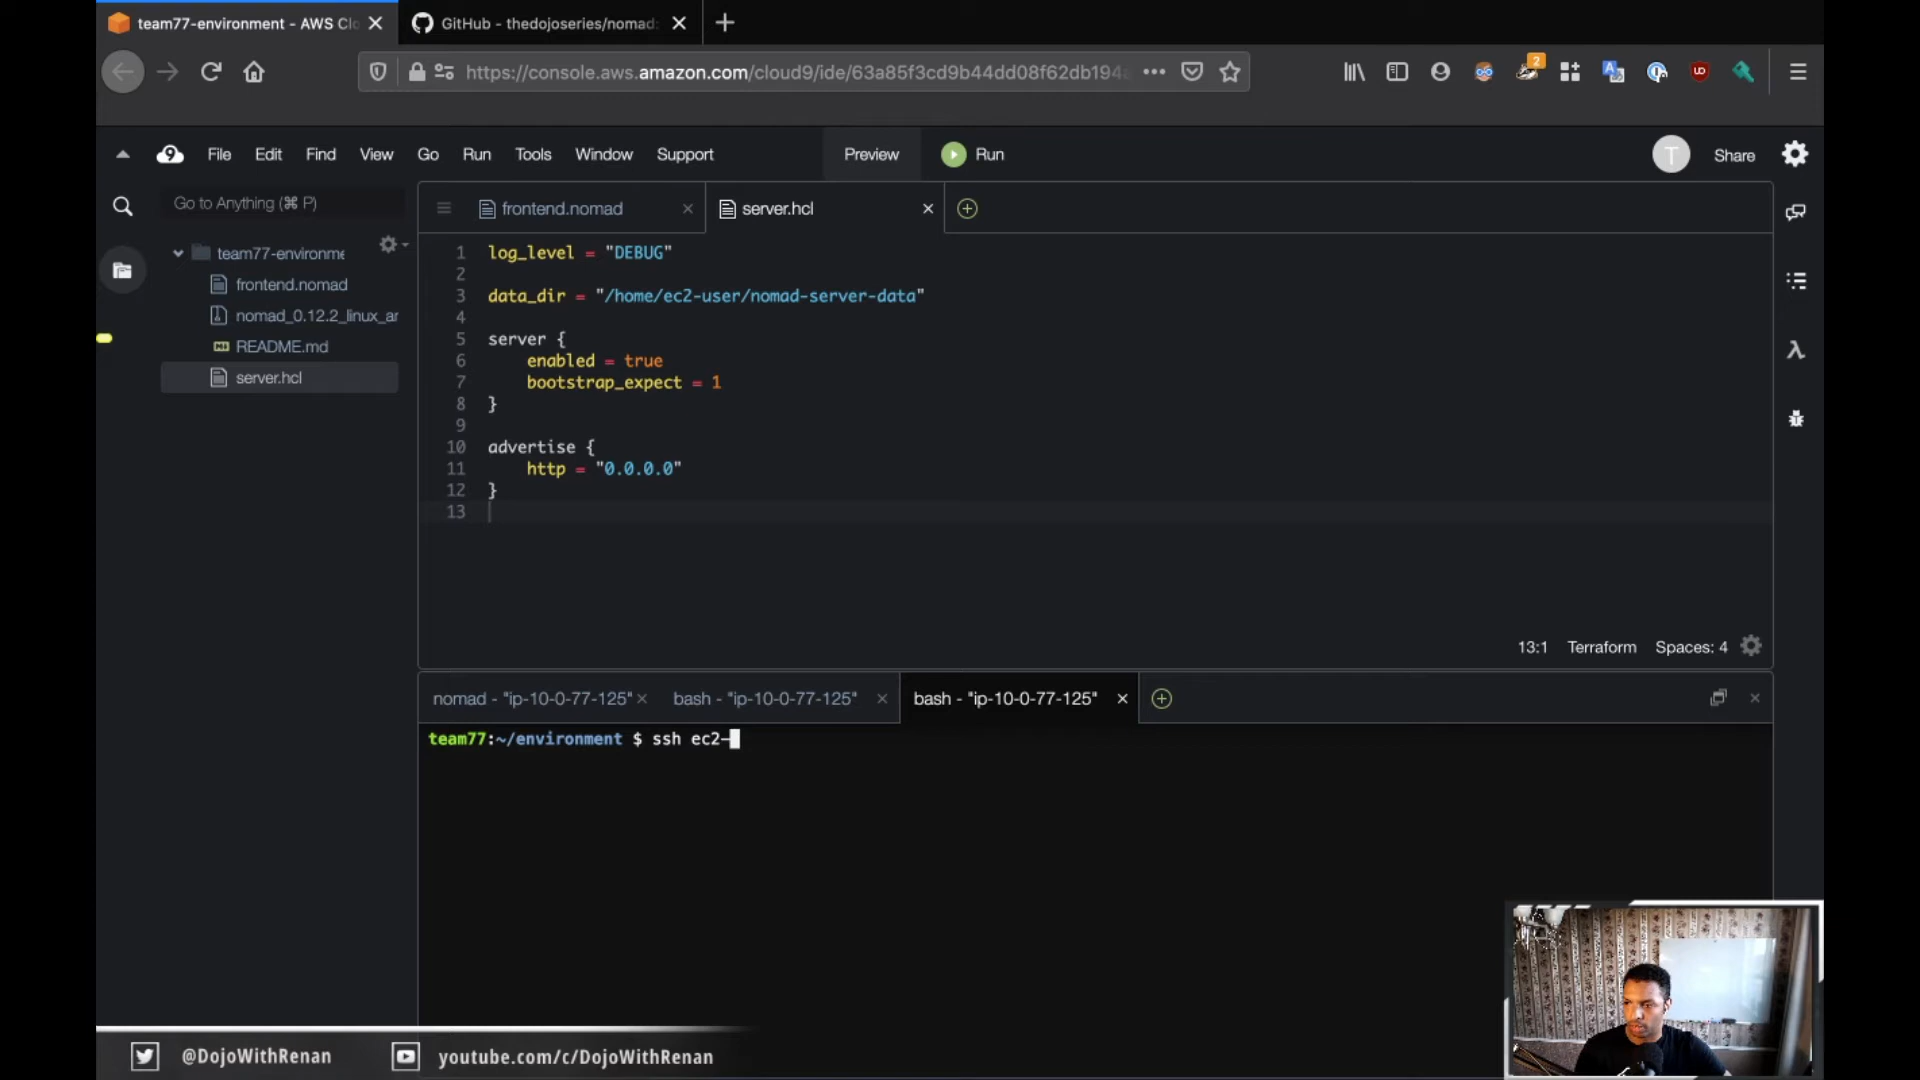 team77-environment - AWS Clo
GitHub - thedojoseries/nomad:
https://console.aws.amazon.com/cloud9/ide/63a85f3cd9b44dd08f62db194a
2
9
File Edit Find View Go Run Tools Window Support Preview Run
T Share
Go to Anything (⌘ P)
frontend.nomad server.hcl
team77-environme
frontend.nomad
nomad_0.12.2_linux_ar
README.md
server.hcl
1 log_level = "DEBUG"
2
3 data_dir = "/home/ec2-user/nomad-server-data"
4
5 server {
6 enabled = true
7 bootstrap_expect = 1
8 }
9
10 advertise {
11 http = "0.0.0.0"
12 }
13
13:1 Terraform Spaces: 4
nomad - "ip-10-0-77-125" bash - "ip-10-0-77-125" bash - "ip-10-0-77-125"
team77:~/environment $ ssh ec2-
@DojoWithRenan youtube.com/c/DojoWithRenan